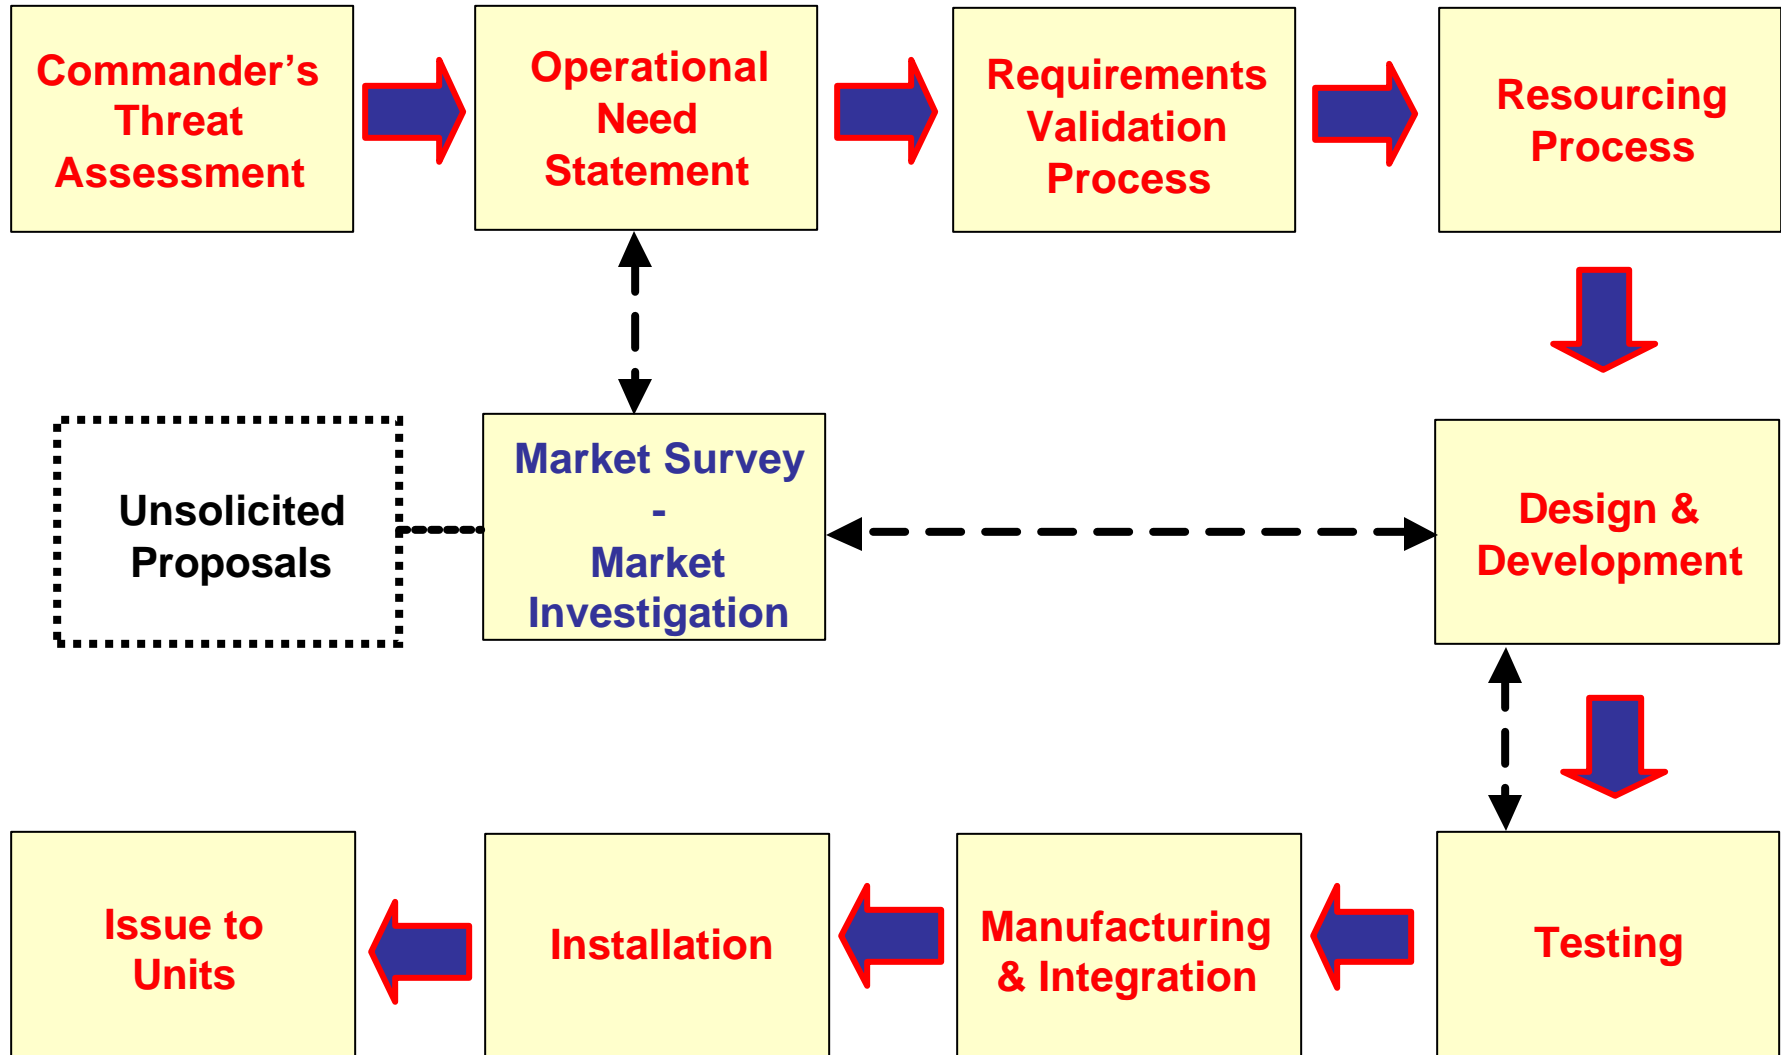 Commander’s
Threat
Assessment
Operational
Need
Statement
Requirements
Validation
Process
Resourcing
Process
Unsolicited
Proposals
Market Survey
-
Market
Investigation
Design &
Development
Issue to
Units
Installation
Manufacturing
& Integration
Testing